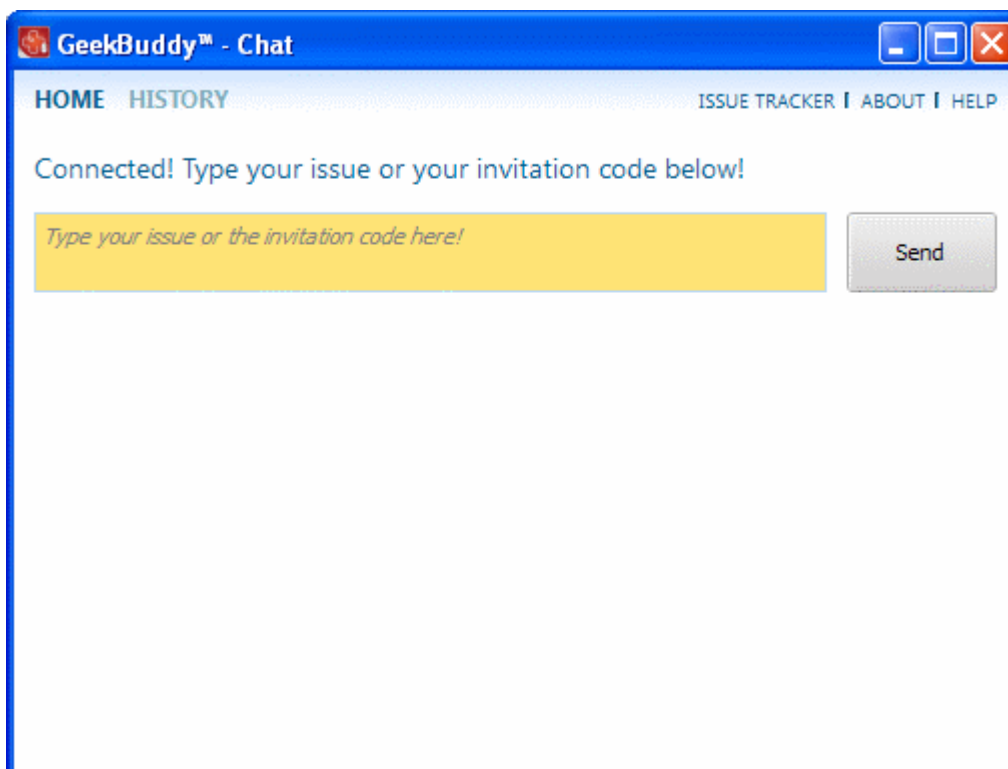 GeekBuddy™ - Chat
HOME HISTORY ISSUE TRACKER | ABOUT | HELP
Connected! Type your issue or your invitation code below!
Type your issue or the invitation code here!
Send